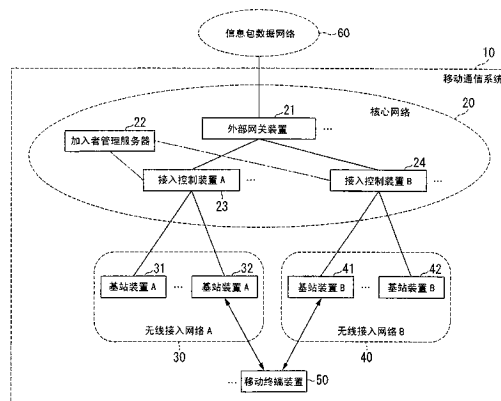 信息包数据网络
60
10
移动通信系统
核心网络
20
21
外部网关装置 …
22
加入者管理服务器
24
接入控制装置 A …
接入控制装置 B …
23
31
32
41
42
基站装置 A … 基站装置 A
基站装置 B … 基站装置 B
无线接入网络 A
无线接入网络 B
30
40
… 移动终端装置 50